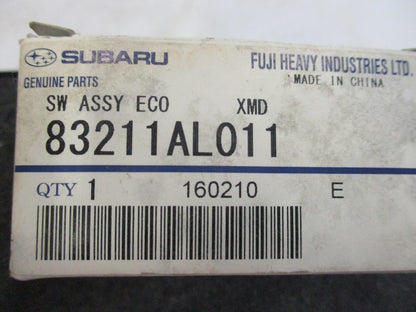 SUBARU
FUJI HEAVY INDUSTRIES LTD.
GENUINE PARTS
MADE IN CHINA
SW ASSY ECO XMD
83211AL011
QTY 1 160210 E